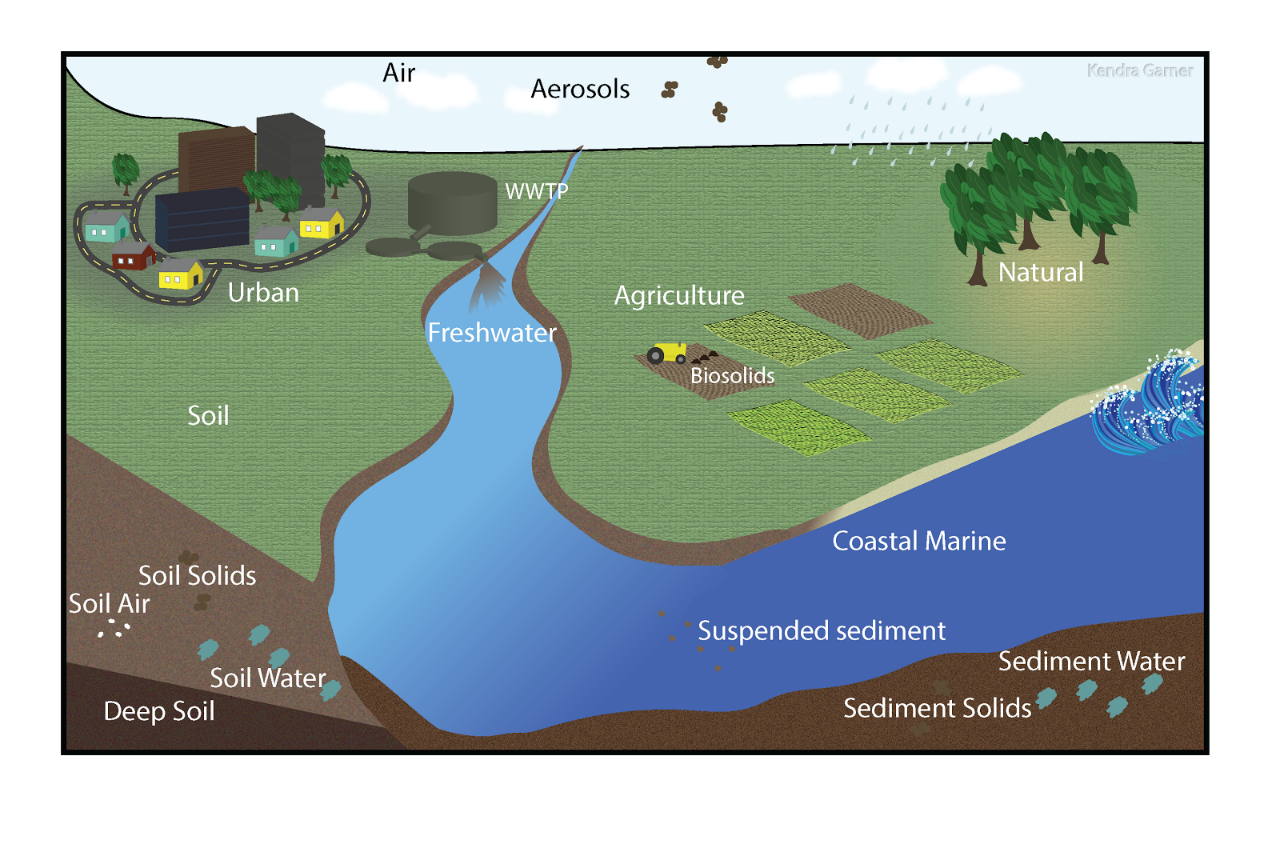 Air
Kendra Garner
Aerosols
WWTP
Natural
Urban
Agriculture
Freshwater
Biosolids
Soil
Coastal Marine
Soil Solids
Soil Air
Suspended sediment
Sediment Water
Soil Water
Sediment Solids
Deep Soil